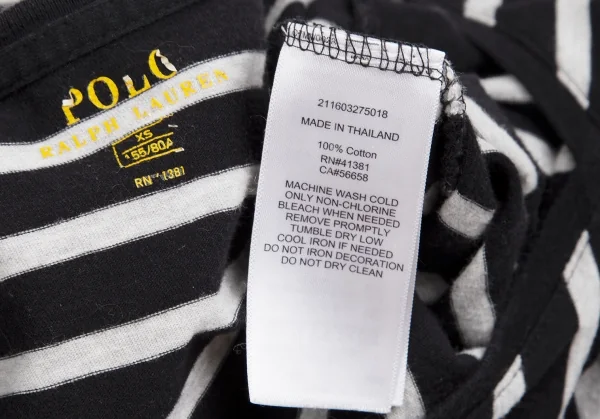 POLO
RALPH LAUREN
XS
155/80A
211603275018
MADE IN THAILAND
100% Cotton
RN#41381
CA#56658
MACHINE WASH COLD
ONLY NON-CHLORINE
BLEACH WHEN NEEDED
REMOVE PROMPTLY
TUMBLE DRY LOW
COOL IRON IF NEEDED
DO NOT IRON DECORATION
DO NOT DRY CLEAN